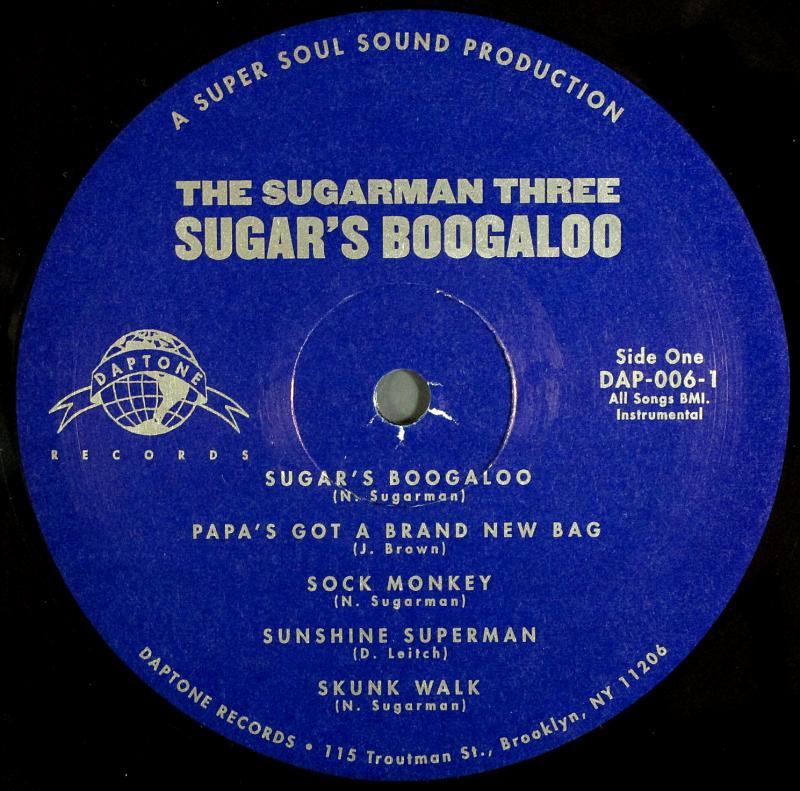 A SUPER SOUL SOUND PRODUCTION
THE SUGARMAN THREE
SUGAR'S BOOGALOO
DAPTONE
RECORDS
Side One
DAP-006-1
All Songs BMI.
Instrumental
SUGAR'S BOOGALOO
(N. Sugarman)
PAPA'S GOT A BRAND NEW BAG
(J. Brown)
SOCK MONKEY
(N. Sugarman)
SUNSHINE SUPERMAN
(D. Leitch)
SKUNK WALK
(N. Sugarman)
DAPTONE RECORDS • 115 Troutman St., Brooklyn, NY 11206